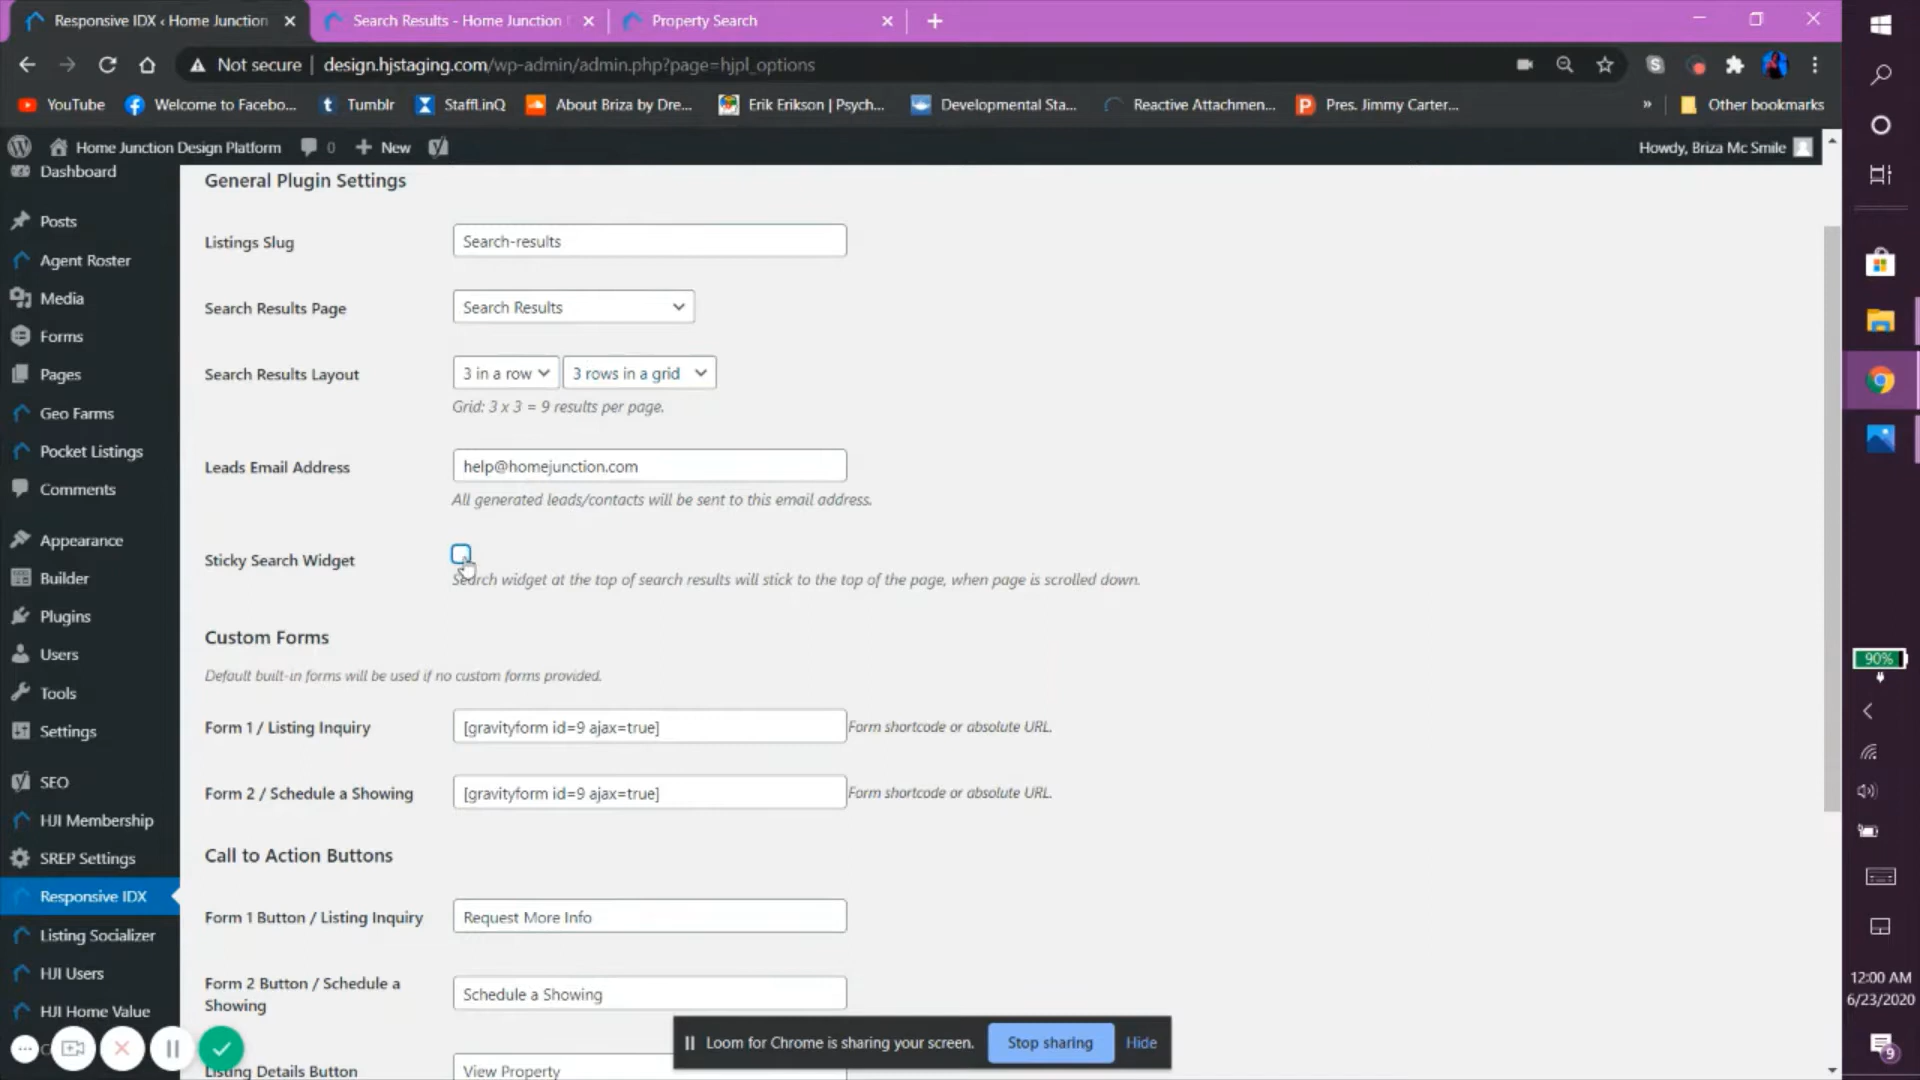 Responsive IDX ‹ Home Junction
Search Results - Home Junction
Property Search
Not secure
design.hjstaging.com/wp-admin/admin.php?page=hjpl_options
YouTube
Welcome to Facebo...
Tumblr
StaffLinQ
About Briza by Dre...
Erik Erikson | Psych...
Developmental Sta...
Reactive Attachmen...
Pres. Jimmy Carter...
»
Other bookmarks
Home Junction Design Platform
0
New
Howdy, Briza Mc Smile
Dashboard
Posts
Agent Roster
Media
Forms
Pages
Geo Farms
Pocket Listings
Comments
Appearance
Builder
Plugins
Users
Tools
Settings
SEO
HJI Membership
SREP Settings
Responsive IDX
Listing Socializer
HJI Users
HJI Home Value
General Plugin Settings
Listings Slug
Search-results
Search Results Page
Search Results
Search Results Layout
3 in a row
3 rows in a grid
Grid: 3 x 3 = 9 results per page.
Leads Email Address
help@homejunction.com
All generated leads/contacts will be sent to this email address.
Sticky Search Widget
Search widget at the top of search results will stick to the top of the page, when page is scrolled down.
Custom Forms
Default built-in forms will be used if no custom forms provided.
Form 1 / Listing Inquiry
[gravityform id=9 ajax=true]
Form shortcode or absolute URL.
Form 2 / Schedule a Showing
[gravityform id=9 ajax=true]
Form shortcode or absolute URL.
Call to Action Buttons
Form 1 Button / Listing Inquiry
Request More Info
Form 2 Button / Schedule a
Showing
Schedule a Showing
Listing Details Button
View Property
Loom for Chrome is sharing your screen.
Stop sharing
Hide
90%
12:00 AM
6/23/2020
9